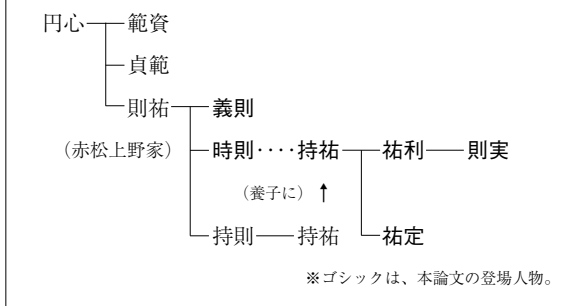 円心 範資
貞範
則祐 義則
（赤松上野家） 時則‥‥持祐 祐利 則実
（養子に）↑
持則 持祐 祐定
※ゴシックは、本論文の登場人物。